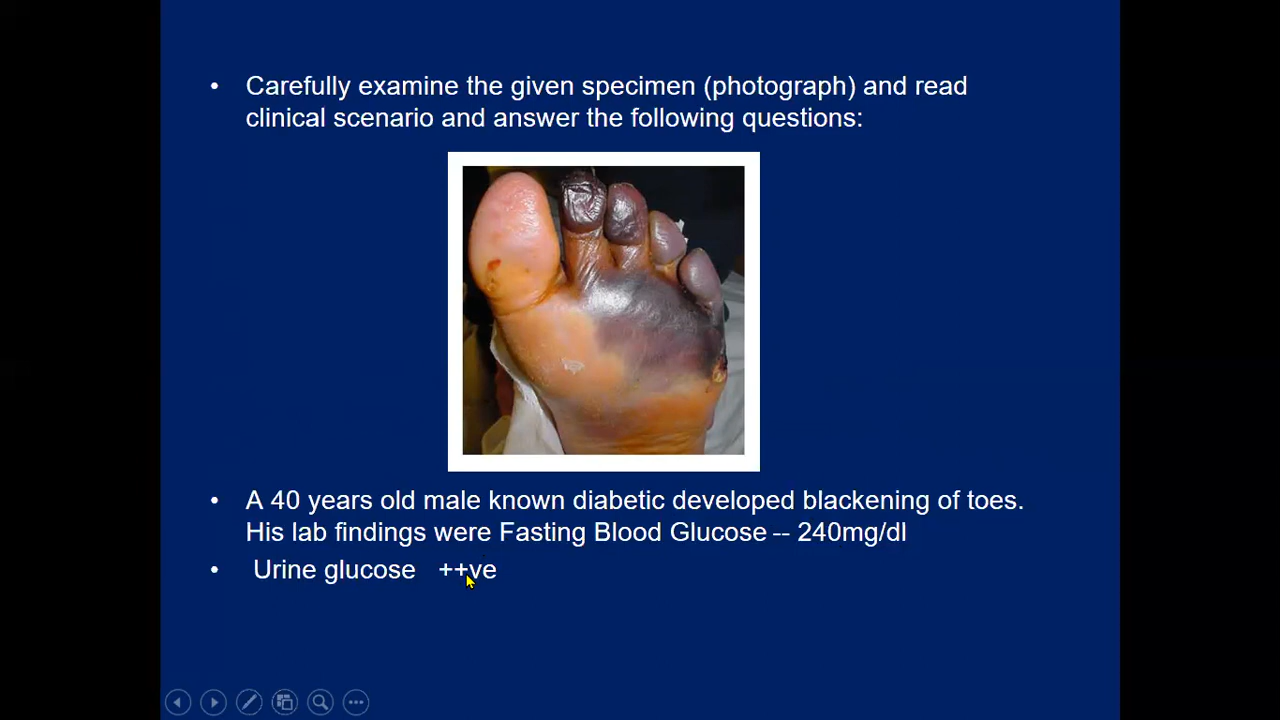 • Carefully examine the given specimen (photograph) and read
clinical scenario and answer the following questions:
• A 40 years old male known diabetic developed blackening of toes.
His lab findings were Fasting Blood Glucose -- 240mg/dl
• Urine glucose ++ve